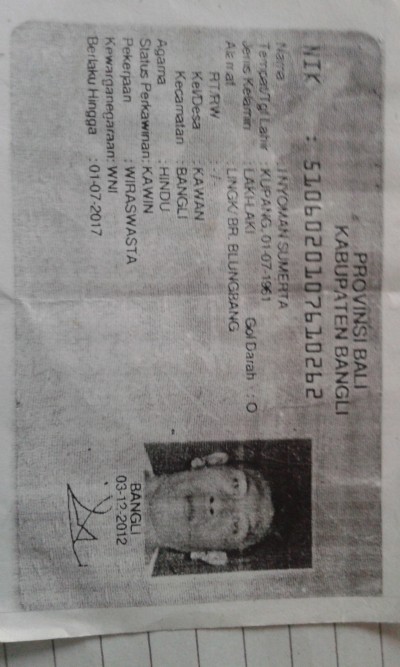 PROVINSI BALI
KABUPATEN BANGLI
NIK : 5106020107610262
Nama : I NYOMAN SUMERTA
Tempat/Tgl Lahir : KUPANG, 01-07-1961
Jenis Kelamin : LAKI-LAKI Gol Darah : O
Alamat : LINGK. BR. BLUNGBANG
RT/RW : -/-
Kel/Desa : KAWAN
Kecamatan : BANGLI
Agama : HINDU
Status Perkawinan: KAWIN
Pekerjaan : WIRASWASTA
Kewarganegaraan: WNI
Berlaku Hingga : 01-07-2017
BANGLI
03-12-2012